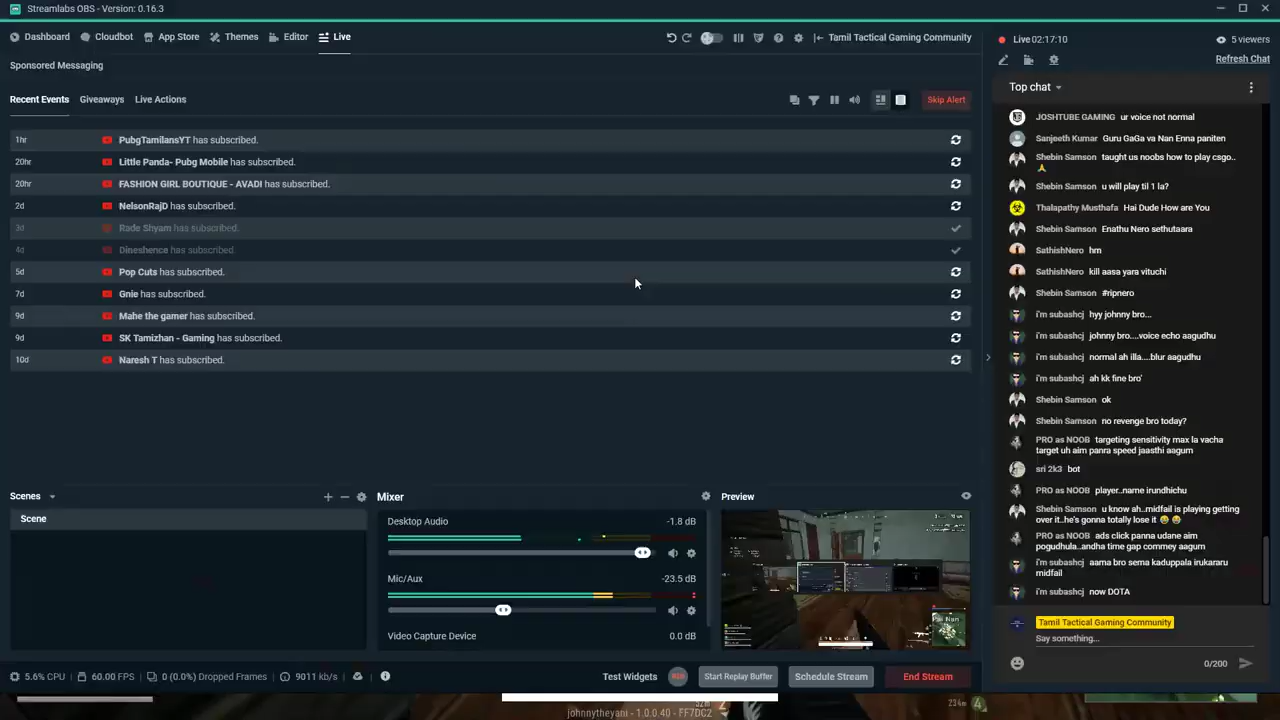 Streamlabs OBS - Version: 0.16.3
Dashboard Cloudbot App Store Themes Editor Live
Tamil Tactical Gaming Community
Sponsored Messaging
Recent Events Giveaways Live Actions
Skip Alert
1hr PubgTamilansYT has subscribed.
20hr Little Panda- Pubg Mobile has subscribed.
20hr FASHION GIRL BOUTIQUE - AVADI has subscribed.
2d NelsonRajD has subscribed.
3d Rade Shyam has subscribed.
4d Dineshence has subscribed.
5d Pop Cuts has subscribed.
7d Gnie has subscribed.
9d Mahe the gamer has subscribed.
9d SK Tamizhan - Gaming has subscribed.
10d Naresh T has subscribed.
Scenes
Scene
Mixer
Desktop Audio -1.8 dB
Mic/Aux -23.5 dB
Video Capture Device 0.0 dB
Preview
5.6% CPU 60.00 FPS 0 (0.0%) Dropped Frames 9011 kb/s
Test Widgets REC Start Replay Buffer Schedule Stream End Stream
Live 02:17:10 5 viewers
Refresh Chat
Top chat
JOSHTUBE GAMING ur voice not normal
Sanjeeth Kumar Guru GaGa va Nan Enna paniten
Shebin Samson taught us noobs how to play csgo..
🙏
Shebin Samson u will play til 1 la?
Thalapathy Musthafa Hai Dude How are You
Shebin Samson Enathu Nero sethutaara
SathishNero hm
SathishNero kill aasa yara vituchi
Shebin Samson #ripnero
i'm subashcj hyy johnny bro...
i'm subashcj johnny bro....voice echo aagudhu
i'm subashcj normal ah illa....blur aagudhu
i'm subashcj ah kk fine bro'
Shebin Samson ok
Shebin Samson no revenge bro today?
PRO as NOOB targeting sensitivity max la vacha
target uh aim panra speed jaasthi aagum
sri 2k3 bot
PRO as NOOB player..name irundhichu
Shebin Samson u know ah..midfail is playing getting
over it..he's gonna totally lose it 😂 😂
PRO as NOOB ads click panna udane aim
pogudhula..andha time gap commey aagum
i'm subashcj aama bro sema kaduppala irukararu
midfail
i'm subashcj now DOTA
Tamil Tactical Gaming Community
Say something...
0/200
52m
234m 4
johnnytheyani - 1.0.0.40 - FF7DC2